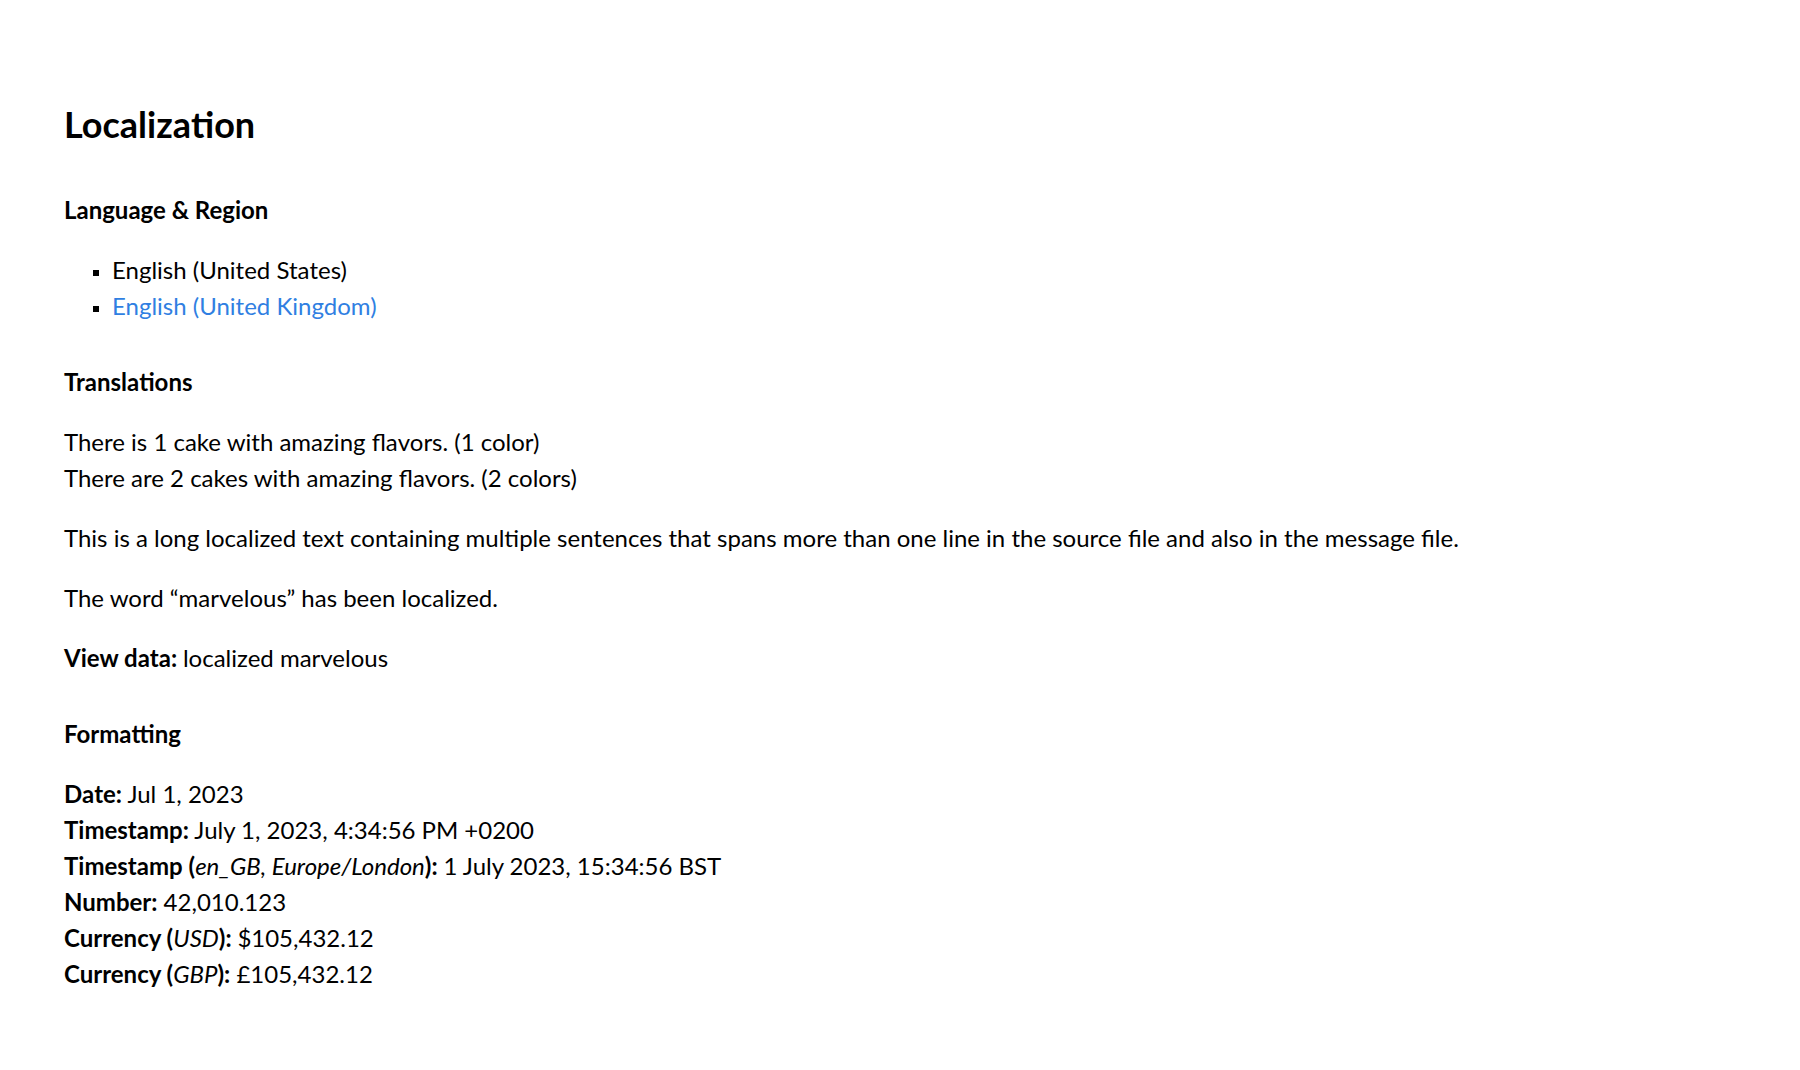 Localization
Language & Region
▪ English (United States)
▪ English (United Kingdom)
Translations
There is 1 cake with amazing flavors. (1 color)
There are 2 cakes with amazing flavors. (2 colors)
This is a long localized text containing multiple sentences that spans more than one line in the source file and also in the message file.
The word “marvelous” has been localized.
View data: localized marvelous
Formatting
Date: Jul 1, 2023
Timestamp: July 1, 2023, 4:34:56 PM +0200
Timestamp (en_GB, Europe/London): 1 July 2023, 15:34:56 BST
Number: 42,010.123
Currency (USD): $105,432.12
Currency (GBP): £105,432.12